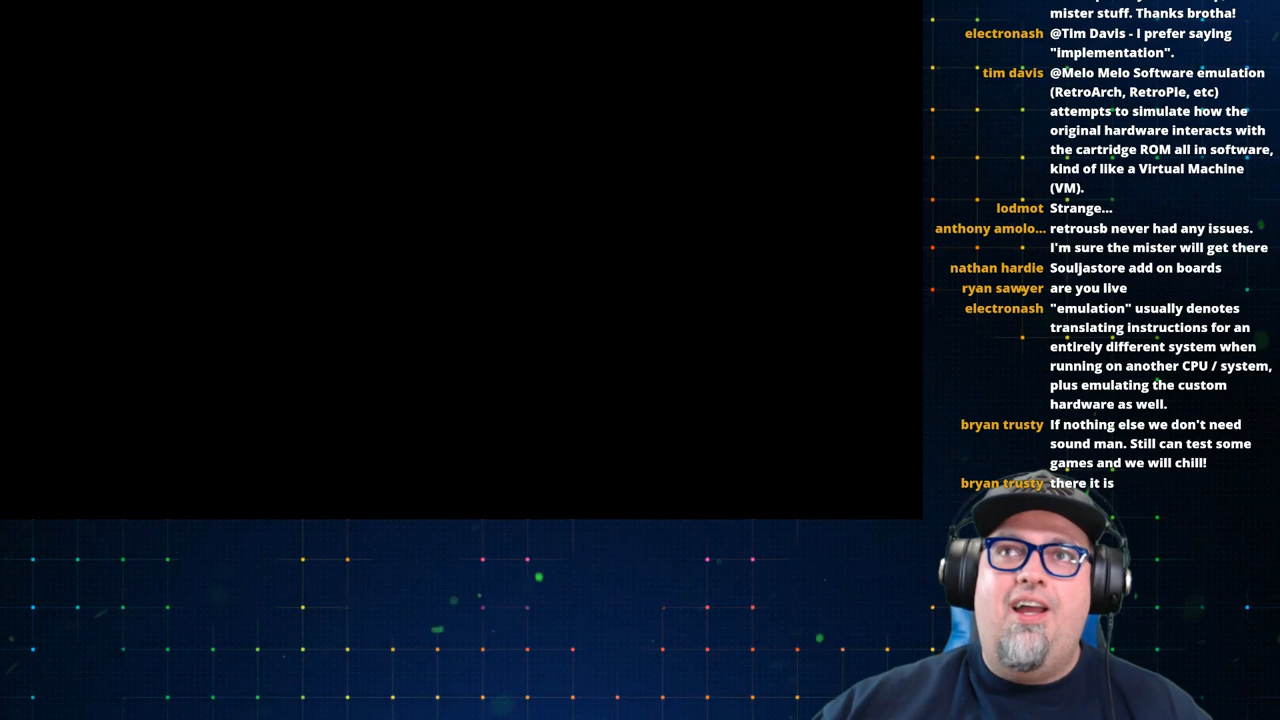 mister stuff. Thanks brotha!
electronash @Tim Davis - I prefer saying
"implementation".
tim davis @Melo Melo Software emulation
(RetroArch, RetroPie, etc)
attempts to simulate how the
original hardware interacts with
the cartridge ROM all in software,
kind of like a Virtual Machine
(VM).
lodmot Strange...
anthony amolo... retrousb never had any issues.
I'm sure the mister will get there
nathan hardie Souljastore add on boards
ryan sawyer are you live
electronash "emulation" usually denotes
translating instructions for an
entirely different system when
running on another CPU / system,
plus emulating the custom
hardware as well.
bryan trusty If nothing else we don't need
sound man. Still can test some
games and we will chill!
bryan trusty there it is